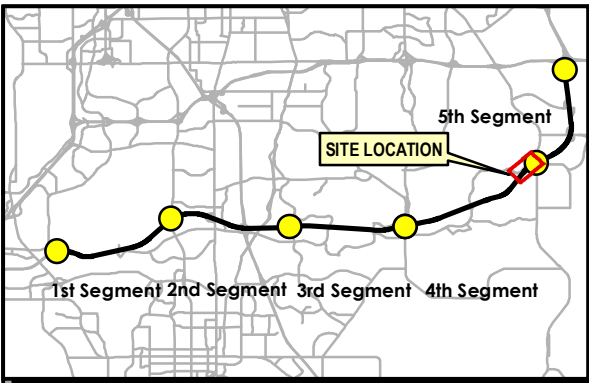 5th Segment
SITE LOCATION
1st Segment 2nd Segment 3rd Segment 4th Segment